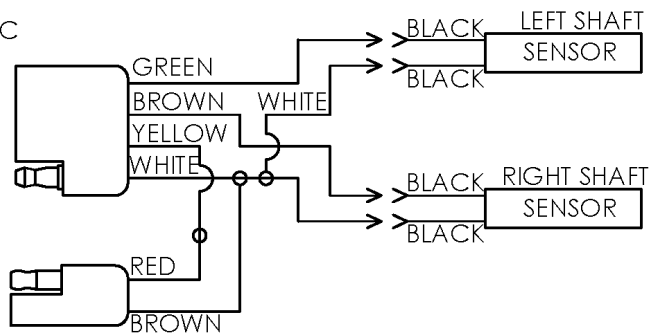 C
LEFT SHAFT
BLACK
SENSOR
GREEN
BLACK
BROWN
WHITE
YELLOW
WHITE
RIGHT SHAFT
BLACK
SENSOR
BLACK
RED
BROWN